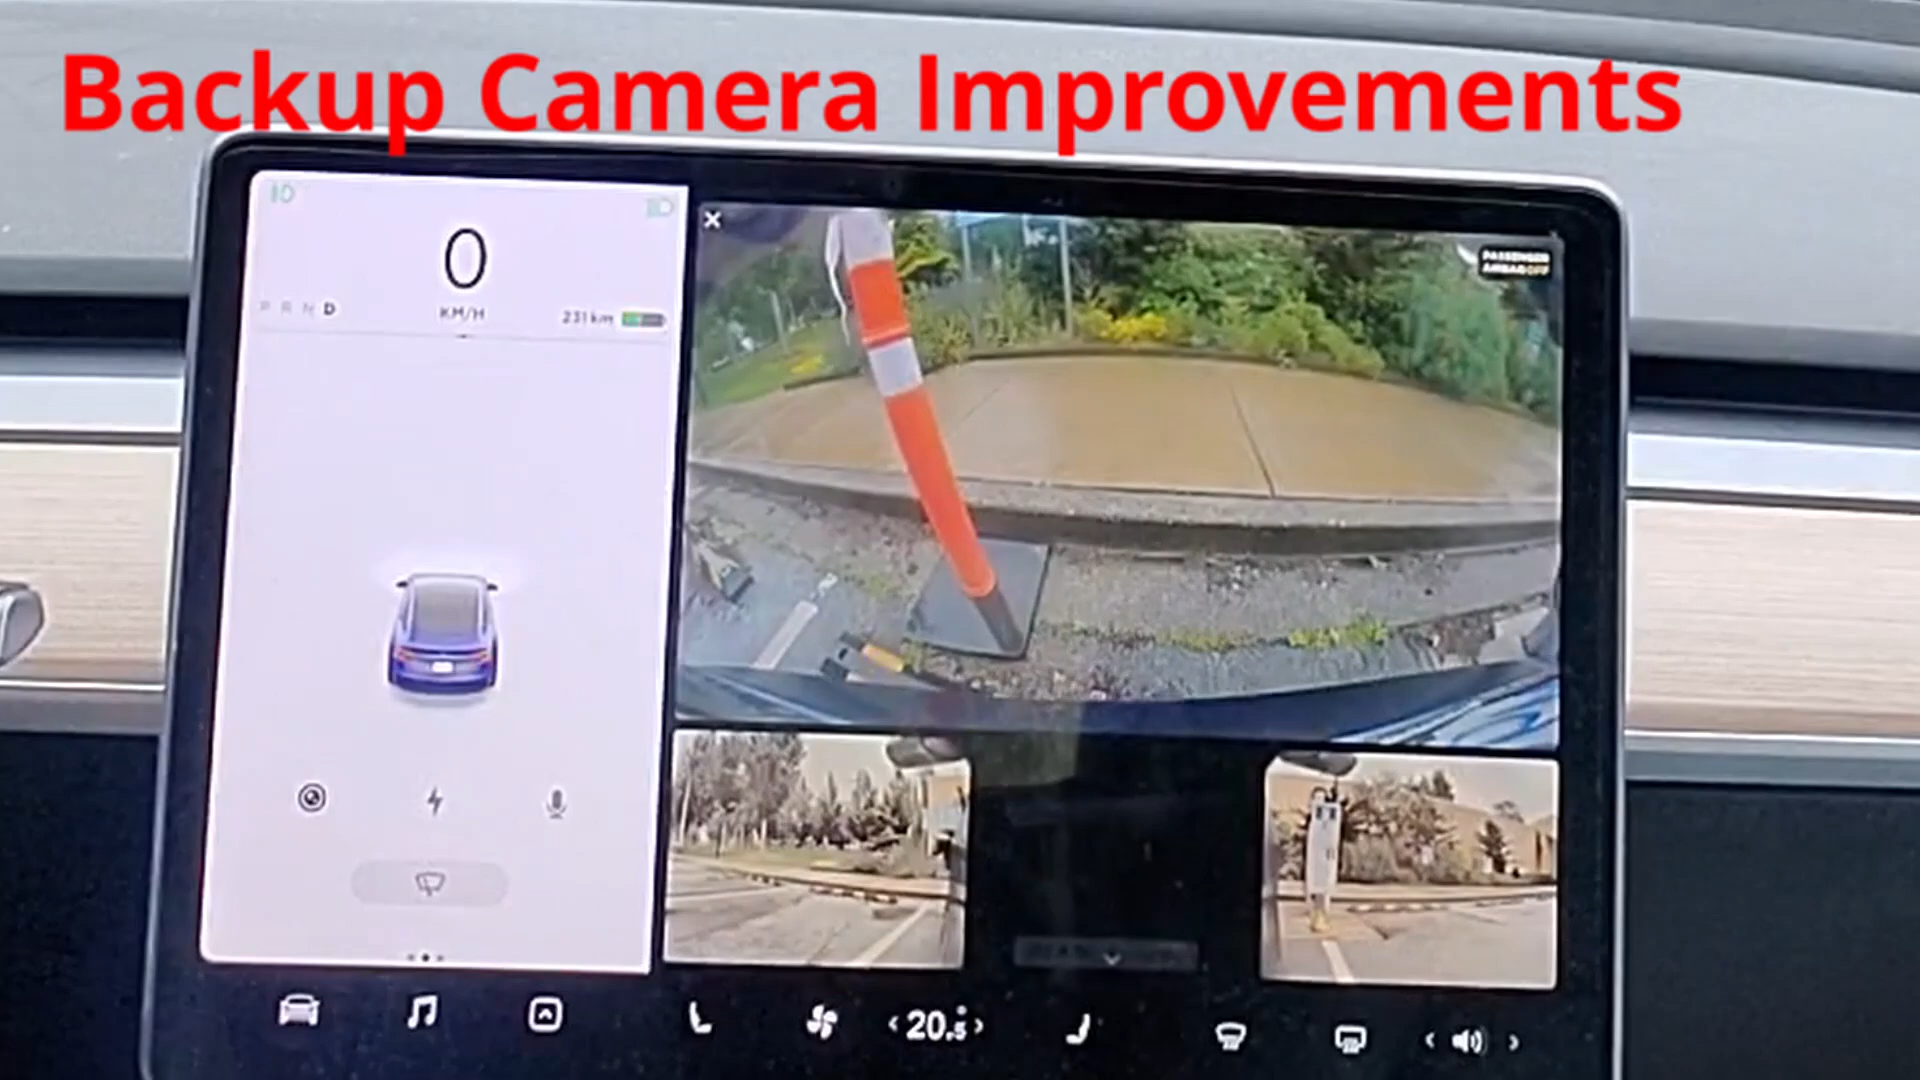 Backup Camera Improvements
0
KM/H
P R N D
231 km
PASSENGER
AIRBAG OFF
20.5